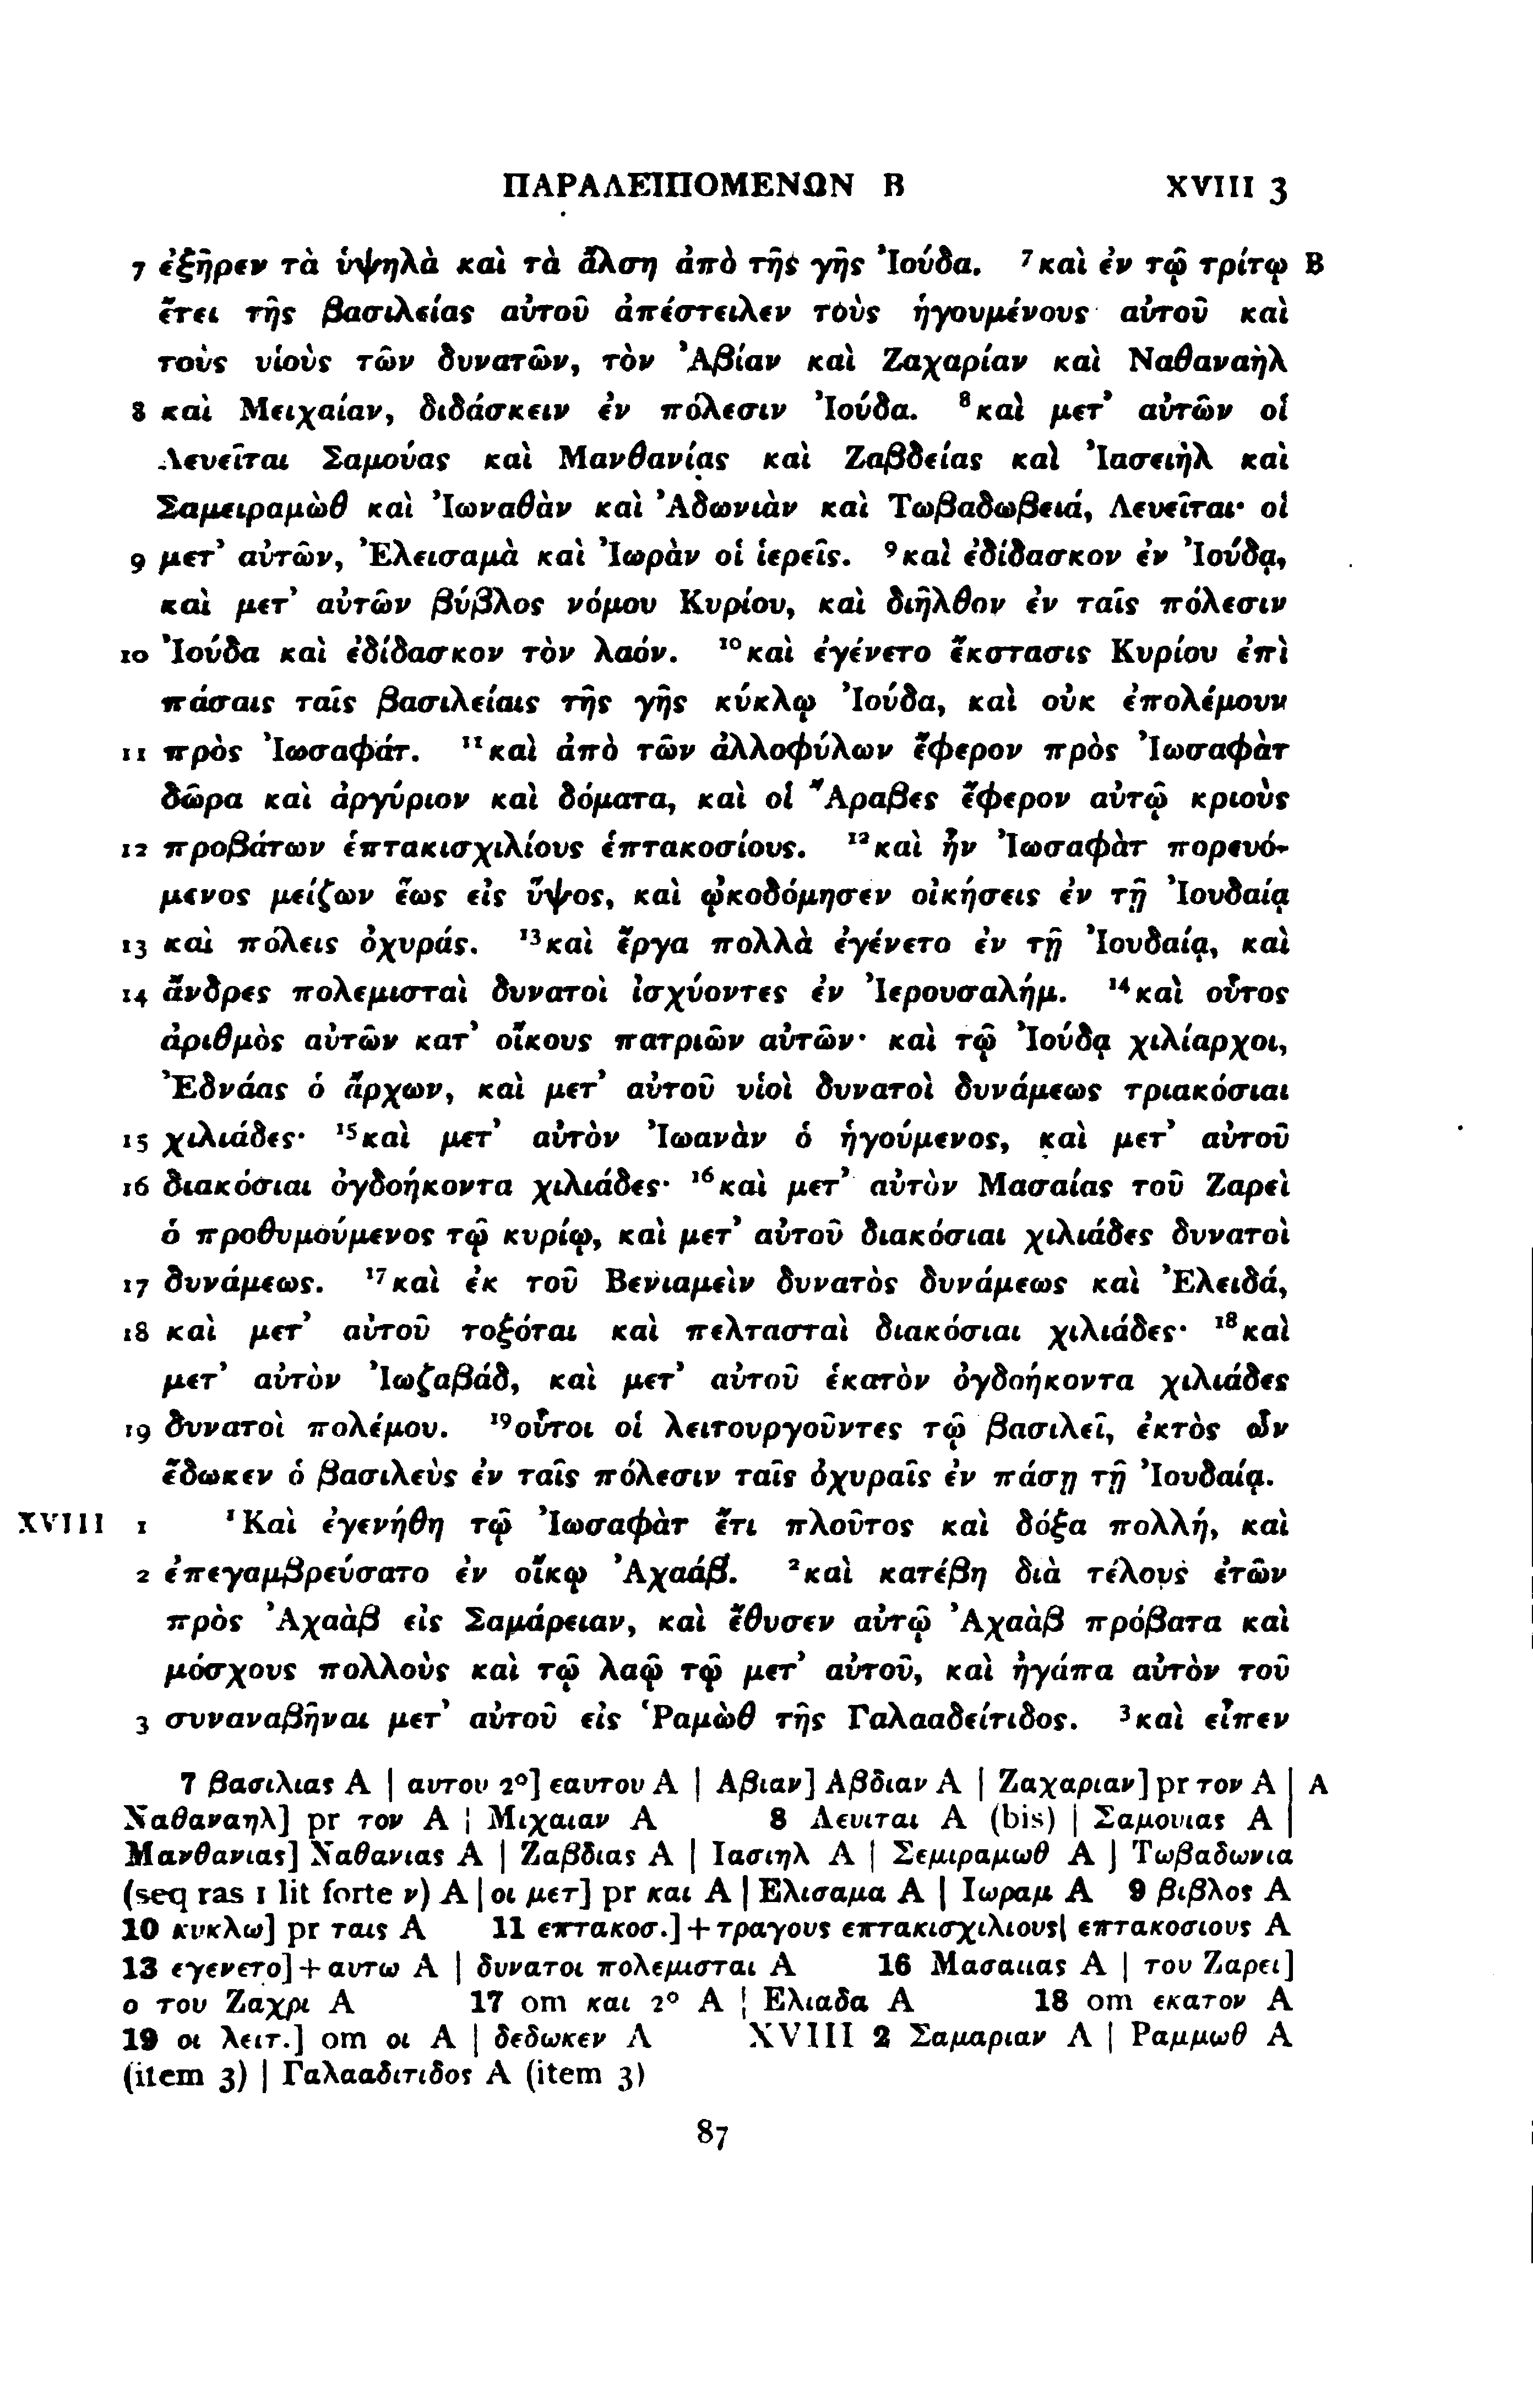 ΠΑΡΑΛΕΙΠΟΜΕΝΩΝ Β XVIII 3
7 ἐξῆρεν τὰ ὑψηλὰ καὶ τὰ ἄλση ἀπὸ τῆς γῆς Ἰούδα. ⁷καὶ ἐν τῷ τρίτῳ B
ἔτει τῆς βασιλείας αὐτοῦ ἀπέστειλεν τοὺς ἡγουμένους αὐτοῦ καὶ
τοὺς υἱοὺς τῶν δυνατῶν, τὸν Ἀβίαν καὶ Ζαχαρίαν καὶ Ναθαναὴλ
8 καὶ Μειχαίαν, διδάσκειν ἐν πόλεσιν Ἰούδα. ⁸καὶ μετ᾽ αὐτῶν οἱ
Λευεῖται Σαμούας καὶ Μανθανίας καὶ Ζαβδείας καὶ Ἰασειὴλ καὶ
Σαμειραμὼθ καὶ Ἰωναθὰν καὶ Ἀδωνιὰν καὶ Τωβαδωβειά, Λευεῖται· οἱ
9 μετ᾽ αὐτῶν, Ἐλεισαμὰ καὶ Ἰωρὰν οἱ ἱερεῖς. ⁹καὶ ἐδίδασκον ἐν Ἰούδᾳ,
καὶ μετ᾽ αὐτῶν βύβλος νόμου Κυρίου, καὶ διῆλθον ἐν ταῖς πόλεσιν
10 Ἰούδα καὶ ἐδίδασκον τὸν λαόν. ¹⁰καὶ ἐγένετο ἔκστασις Κυρίου ἐπὶ
πάσαις ταῖς βασιλείαις τῆς γῆς κύκλῳ Ἰούδα, καὶ οὐκ ἐπολέμουν
11 πρὸς Ἰωσαφάτ. ¹¹καὶ ἀπὸ τῶν ἀλλοφύλων ἔφερον πρὸς Ἰωσαφὰτ
δῶρα καὶ ἀργύριον καὶ δόματα, καὶ οἱ Ἄραβες ἔφερον αὐτῷ κριοὺς
12 προβάτων ἑπτακισχιλίους ἑπτακοσίους. ¹²καὶ ἦν Ἰωσαφὰτ πορευό-
μενος μείζων ἕως εἰς ὕψος, καὶ ᾠκοδόμησεν οἰκήσεις ἐν τῇ Ἰουδαίᾳ
13 καὶ πόλεις ὀχυράς. ¹³καὶ ἔργα πολλὰ ἐγένετο ἐν τῇ Ἰουδαίᾳ, καὶ
14 ἄνδρες πολεμισταὶ δυνατοὶ ἰσχύοντες ἐν Ἰερουσαλήμ. ¹⁴καὶ οὗτος
ἀριθμὸς αὐτῶν κατ᾽ οἴκους πατριῶν αὐτῶν· καὶ τῷ Ἰούδᾳ χιλίαρχοι,
Ἐδνάας ὁ ἄρχων, καὶ μετ᾽ αὐτοῦ υἱοὶ δυνατοὶ δυνάμεως τριακόσιαι
15 χιλιάδες· ¹⁵καὶ μετ᾽ αὐτὸν Ἰωανὰν ὁ ἡγούμενος, καὶ μετ᾽ αὐτοῦ
16 διακόσιαι ὀγδοήκοντα χιλιάδες· ¹⁶καὶ μετ᾽ αὐτὸν Μασαίας τοῦ Ζαρεὶ
ὁ προθυμούμενος τῷ κυρίῳ, καὶ μετ᾽ αὐτοῦ διακόσιαι χιλιάδες δυνατοὶ
17 δυνάμεως. ¹⁷καὶ ἐκ τοῦ Βενιαμεὶν δυνατὸς δυνάμεως καὶ Ἐλειδά,
18 καὶ μετ᾽ αὐτοῦ τοξόται καὶ πελτασταὶ διακόσιαι χιλιάδες· ¹⁸καὶ
μετ᾽ αὐτὸν Ἰωζαβάδ, καὶ μετ᾽ αὐτοῦ ἑκατὸν ὀγδοήκοντα χιλιάδες
19 δυνατοὶ πολέμου. ¹⁹οὗτοι οἱ λειτουργοῦντες τῷ βασιλεῖ, ἐκτὸς ὧν
ἔδωκεν ὁ βασιλεὺς ἐν ταῖς πόλεσιν ταῖς ὀχυραῖς ἐν πάσῃ τῇ Ἰουδαίᾳ.
XVIII 1 ¹Καὶ ἐγενήθη τῷ Ἰωσαφὰτ ἔτι πλοῦτος καὶ δόξα πολλή, καὶ
2 ἐπεγαμβρεύσατο ἐν οἴκῳ Ἀχαάβ. ²καὶ κατέβη διὰ τέλους ἐτῶν
πρὸς Ἀχαὰβ εἰς Σαμάρειαν, καὶ ἔθυσεν αὐτῷ Ἀχαὰβ πρόβατα καὶ
μόσχους πολλοὺς καὶ τῷ λαῷ τῷ μετ᾽ αὐτοῦ, καὶ ἠγάπα αὐτὸν τοῦ
3 συναναβῆναι μετ᾽ αὐτοῦ εἰς Ῥαμὼθ τῆς Γαλααδείτιδος. ³καὶ εἶπεν
7 βασιλιας A | αυτου 2º] εαυτου A | Αβιαν] Αβδιαν A | Ζαχαριαν] pr τον A | A
Ναθαναηλ] pr τον A | Μιχαιαν A 8 Λευιται A (bis) | Σαμουιας A |
Μανθανιας] Ναθανιας A | Ζαβδιας A | Ιασιηλ A | Σεμιραμωθ A | Τωβαδωνια
(seq ras 1 lit forte ν) A | οι μετ] pr και A | Ελισαμα A | Ιωραμ A 9 βιβλος A
10 κυκλω] pr ταις A 11 επτακοσ.] + τραγους επτακισχιλιους| επτακοσιους A
13 εγενετο] + αυτω A | δυνατοι πολεμισται A 16 Μασαιιας A | του Ζαρει]
ο του Ζαχρι A 17 om και 2º A | Ελιαδα A 18 om εκατον A
19 οι λειτ.] om οι A | δεδωκεν A XVIII 2 Σαμαριαν A | Ραμμωθ A
(item 3) | Γαλααδιτιδος A (item 3)
87